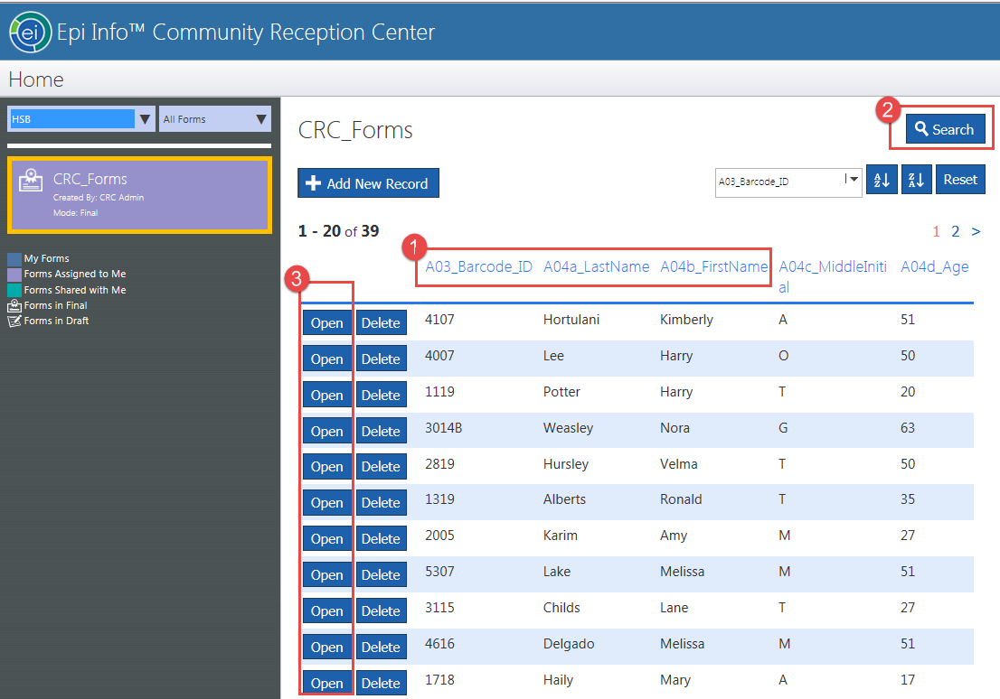 ei Epi Info™ Community Reception Center
Home
HSB All Forms
CRC_Forms
Created By: CRC Admin
Mode: Final
My Forms
Forms Assigned to Me
Forms Shared with Me
Forms in Final
Forms in Draft
CRC_Forms
2
Search
Add New Record
A03_Barcode_ID A Z Z A Reset
1 - 20 of 39
1 2 >
1
3
A03_Barcode_ID A04a_LastName A04b_FirstName A04c_MiddleIniti A04d_Age
al
Open Delete 4107 Hortulani Kimberly A 51
Open Delete 4007 Lee Harry O 50
Open Delete 1119 Potter Harry T 20
Open Delete 3014B Weasley Nora G 63
Open Delete 2819 Hursley Velma T 50
Open Delete 1319 Alberts Ronald T 35
Open Delete 2005 Karim Amy M 27
Open Delete 5307 Lake Melissa M 51
Open Delete 3115 Childs Lane T 27
Open Delete 4616 Delgado Melissa M 51
Open Delete 1718 Haily Mary A 17